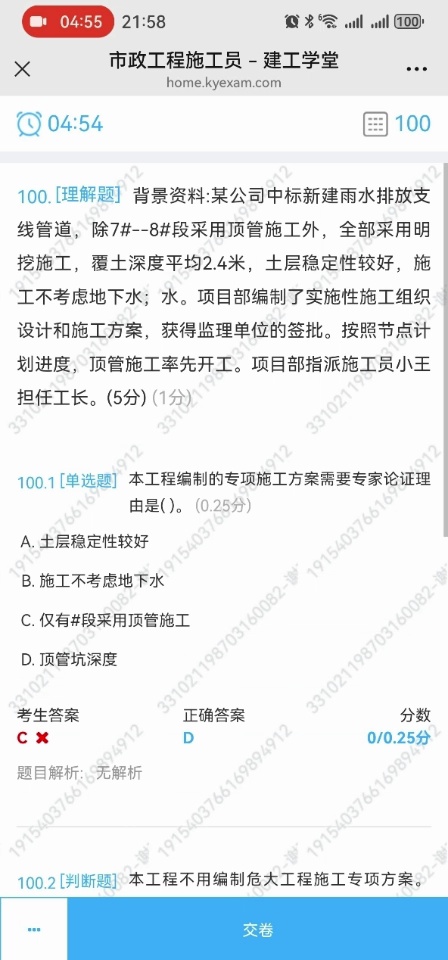 04:55 21:58 100
市政工程施工员 – 建工学堂
home.kyexam.com
04:54 100
100. [理解题] 背景资料:某公司中标新建雨水排放支
线管道，除7#--8#段采用顶管施工外，全部采用明
挖施工，覆土深度平均2.4米，土层稳定性较好，施
工不考虑地下水；水。项目部编制了实施性施工组织
设计和施工方案，获得监理单位的签批。按照节点计
划进度，顶管施工率先开工。项目部指派施工员小王
担任工长。(5分) (1分)
100.1 [单选题] 本工程编制的专项施工方案需要专家论证理
由是( )。 (0.25分)
A. 土层稳定性较好
B. 施工不考虑地下水
C. 仅有#段采用顶管施工
D. 顶管坑深度
考生答案 正确答案 分数
C ✖ D 0/0.25分
题目解析: 无解析
100.2 [判断题] 本工程不用编制危大工程施工专项方案。
··· 交卷